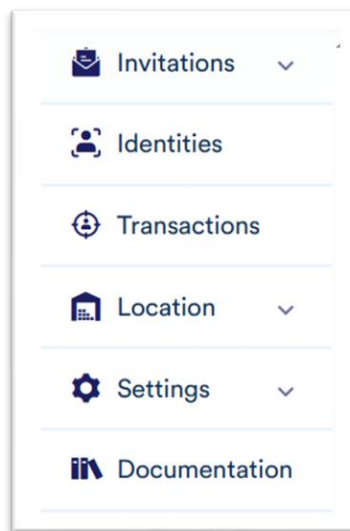 Invitations
Identities
Transactions
Location
Settings
Documentation